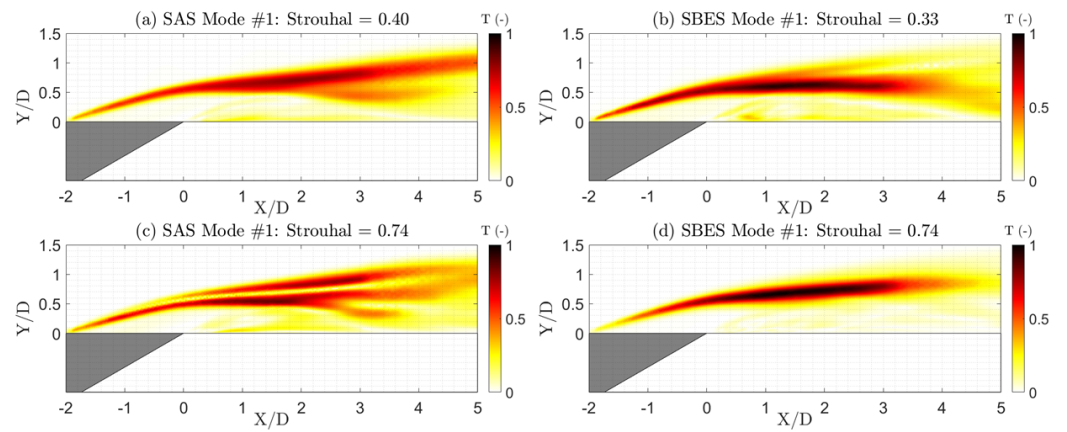 (a) SAS Mode #1: Strouhal = 0.40
T (-)
1.5
1
0.5
0
Y/D
-2 -1 0 1 2 3 4 5
X/D
1
0.5
0
(b) SBES Mode #1: Strouhal = 0.33
T (-)
1.5
1
0.5
0
Y/D
-2 -1 0 1 2 3 4 5
X/D
1
0.5
0
(c) SAS Mode #1: Strouhal = 0.74
T (-)
1.5
1
0.5
0
Y/D
-2 -1 0 1 2 3 4 5
X/D
1
0.5
0
(d) SBES Mode #1: Strouhal = 0.74
T (-)
1.5
1
0.5
0
Y/D
-2 -1 0 1 2 3 4 5
X/D
1
0.5
0